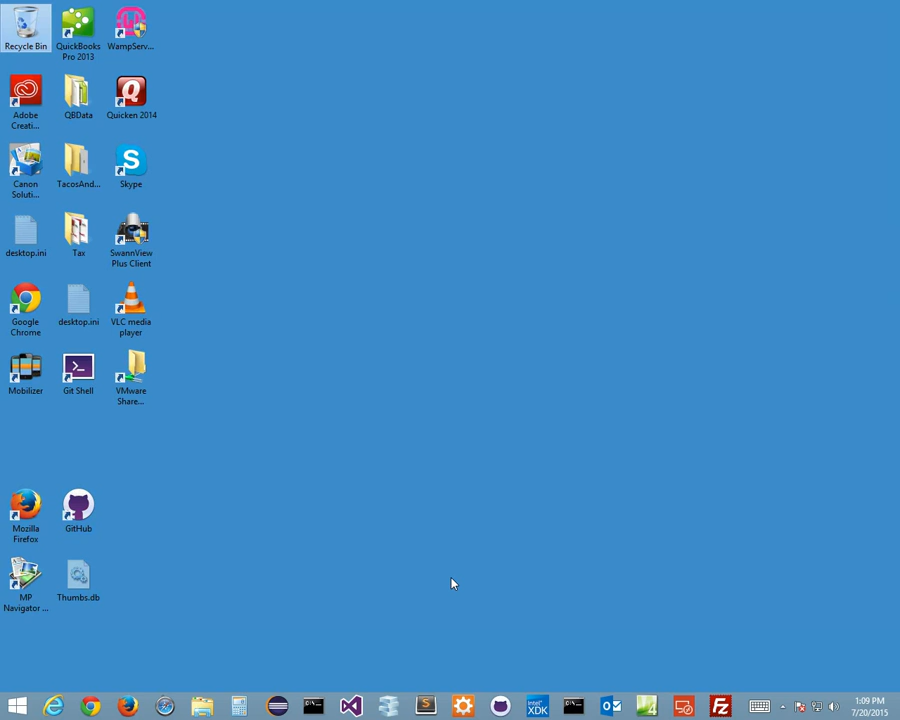 Recycle Bin
QuickBooks
Pro 2013
WampServ...
Adobe
Creati...
QBData
Quicken 2014
Canon
Soluti...
TacosAnd...
Skype
desktop.ini
Tax
SwannView
Plus Client
Google
Chrome
desktop.ini
VLC media
player
Mobilizer
Git Shell
VMware
Share...
Mozilla
Firefox
GitHub
MP
Navigator ...
Thumbs.db
intel
XDK
1:09 PM
7/20/2015